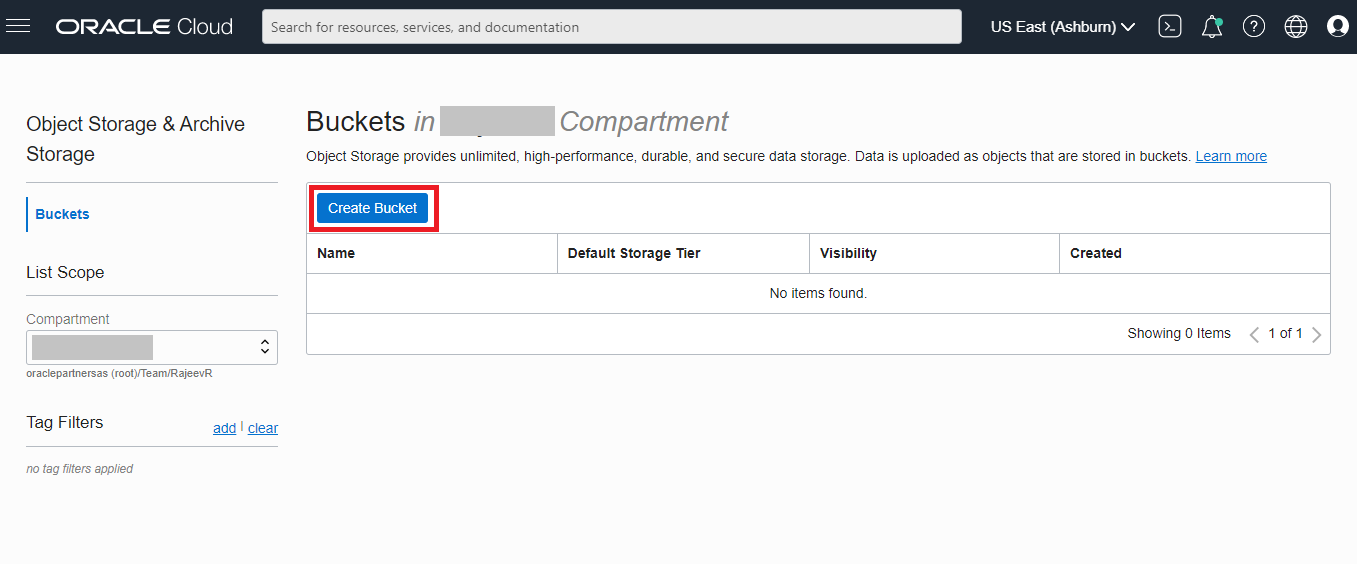 ORACLE Cloud
Search for resources, services, and documentation
US East (Ashburn)
Object Storage & Archive
Storage
Buckets
List Scope
Compartment
oraclepartnersas (root)/Team/RajeevR
Tag Filters
add | clear
no tag filters applied
Buckets in Compartment
Object Storage provides unlimited, high-performance, durable, and secure data storage. Data is uploaded as objects that are stored in buckets. Learn more
Create Bucket
Name Default Storage Tier Visibility Created
No items found.
Showing 0 Items 1 of 1